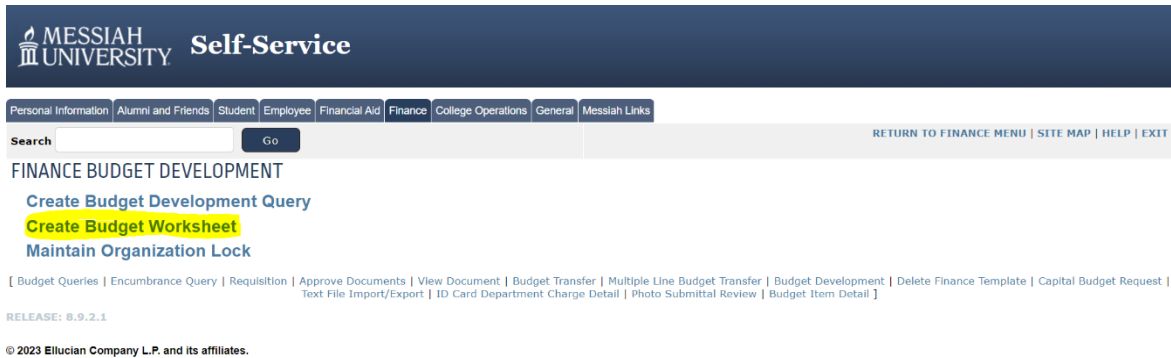 MESSIAH
UNIVERSITY
Self-Service
Personal Information Alumni and Friends Student Employee Financial Aid Finance College Operations General Messiah Links
Search Go RETURN TO FINANCE MENU | SITE MAP | HELP | EXIT
FINANCE BUDGET DEVELOPMENT
Create Budget Development Query
Create Budget Worksheet
Maintain Organization Lock
[ Budget Queries | Encumbrance Query | Requisition | Approve Documents | View Document | Budget Transfer | Multiple Line Budget Transfer | Budget Development | Delete Finance Template | Capital Budget Request |
Text File Import/Export | ID Card Department Charge Detail | Photo Submittal Review | Budget Item Detail ]
RELEASE: 8.9.2.1
© 2023 Ellucian Company L.P. and its affiliates.